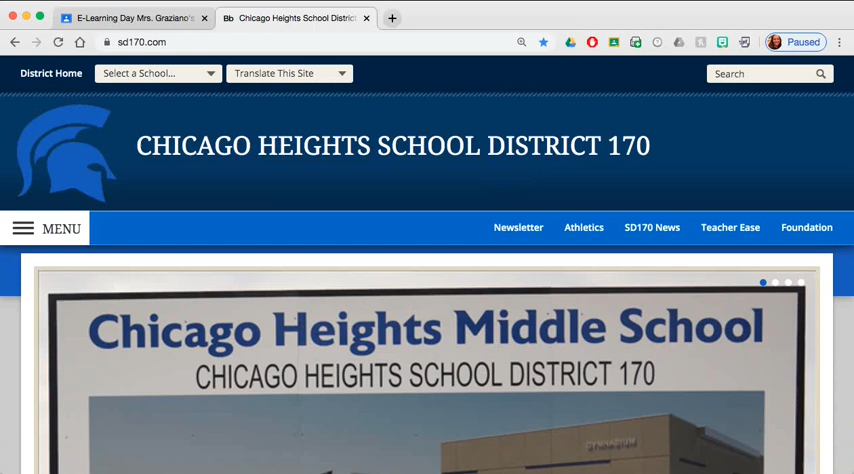 E-Learning Day Mrs. Graziano's
Bb Chicago Heights School District
sd170.com
Paused
District Home
Select a School...
Translate This Site
Search
CHICAGO HEIGHTS SCHOOL DISTRICT 170
MENU
Newsletter
Athletics
SD170 News
Teacher Ease
Foundation
Chicago Heights Middle School
CHICAGO HEIGHTS SCHOOL DISTRICT 170
GYMNASIUM